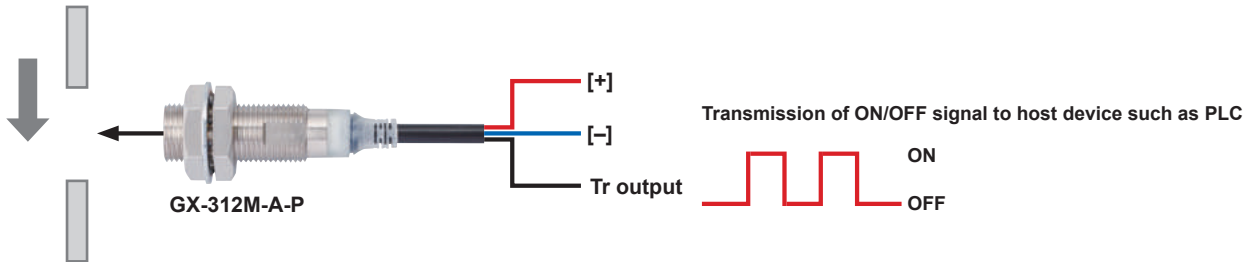 [+]
Transmission of ON/OFF signal to host device such as PLC
[–]
ON
Tr output
GX-312M-A-P
OFF